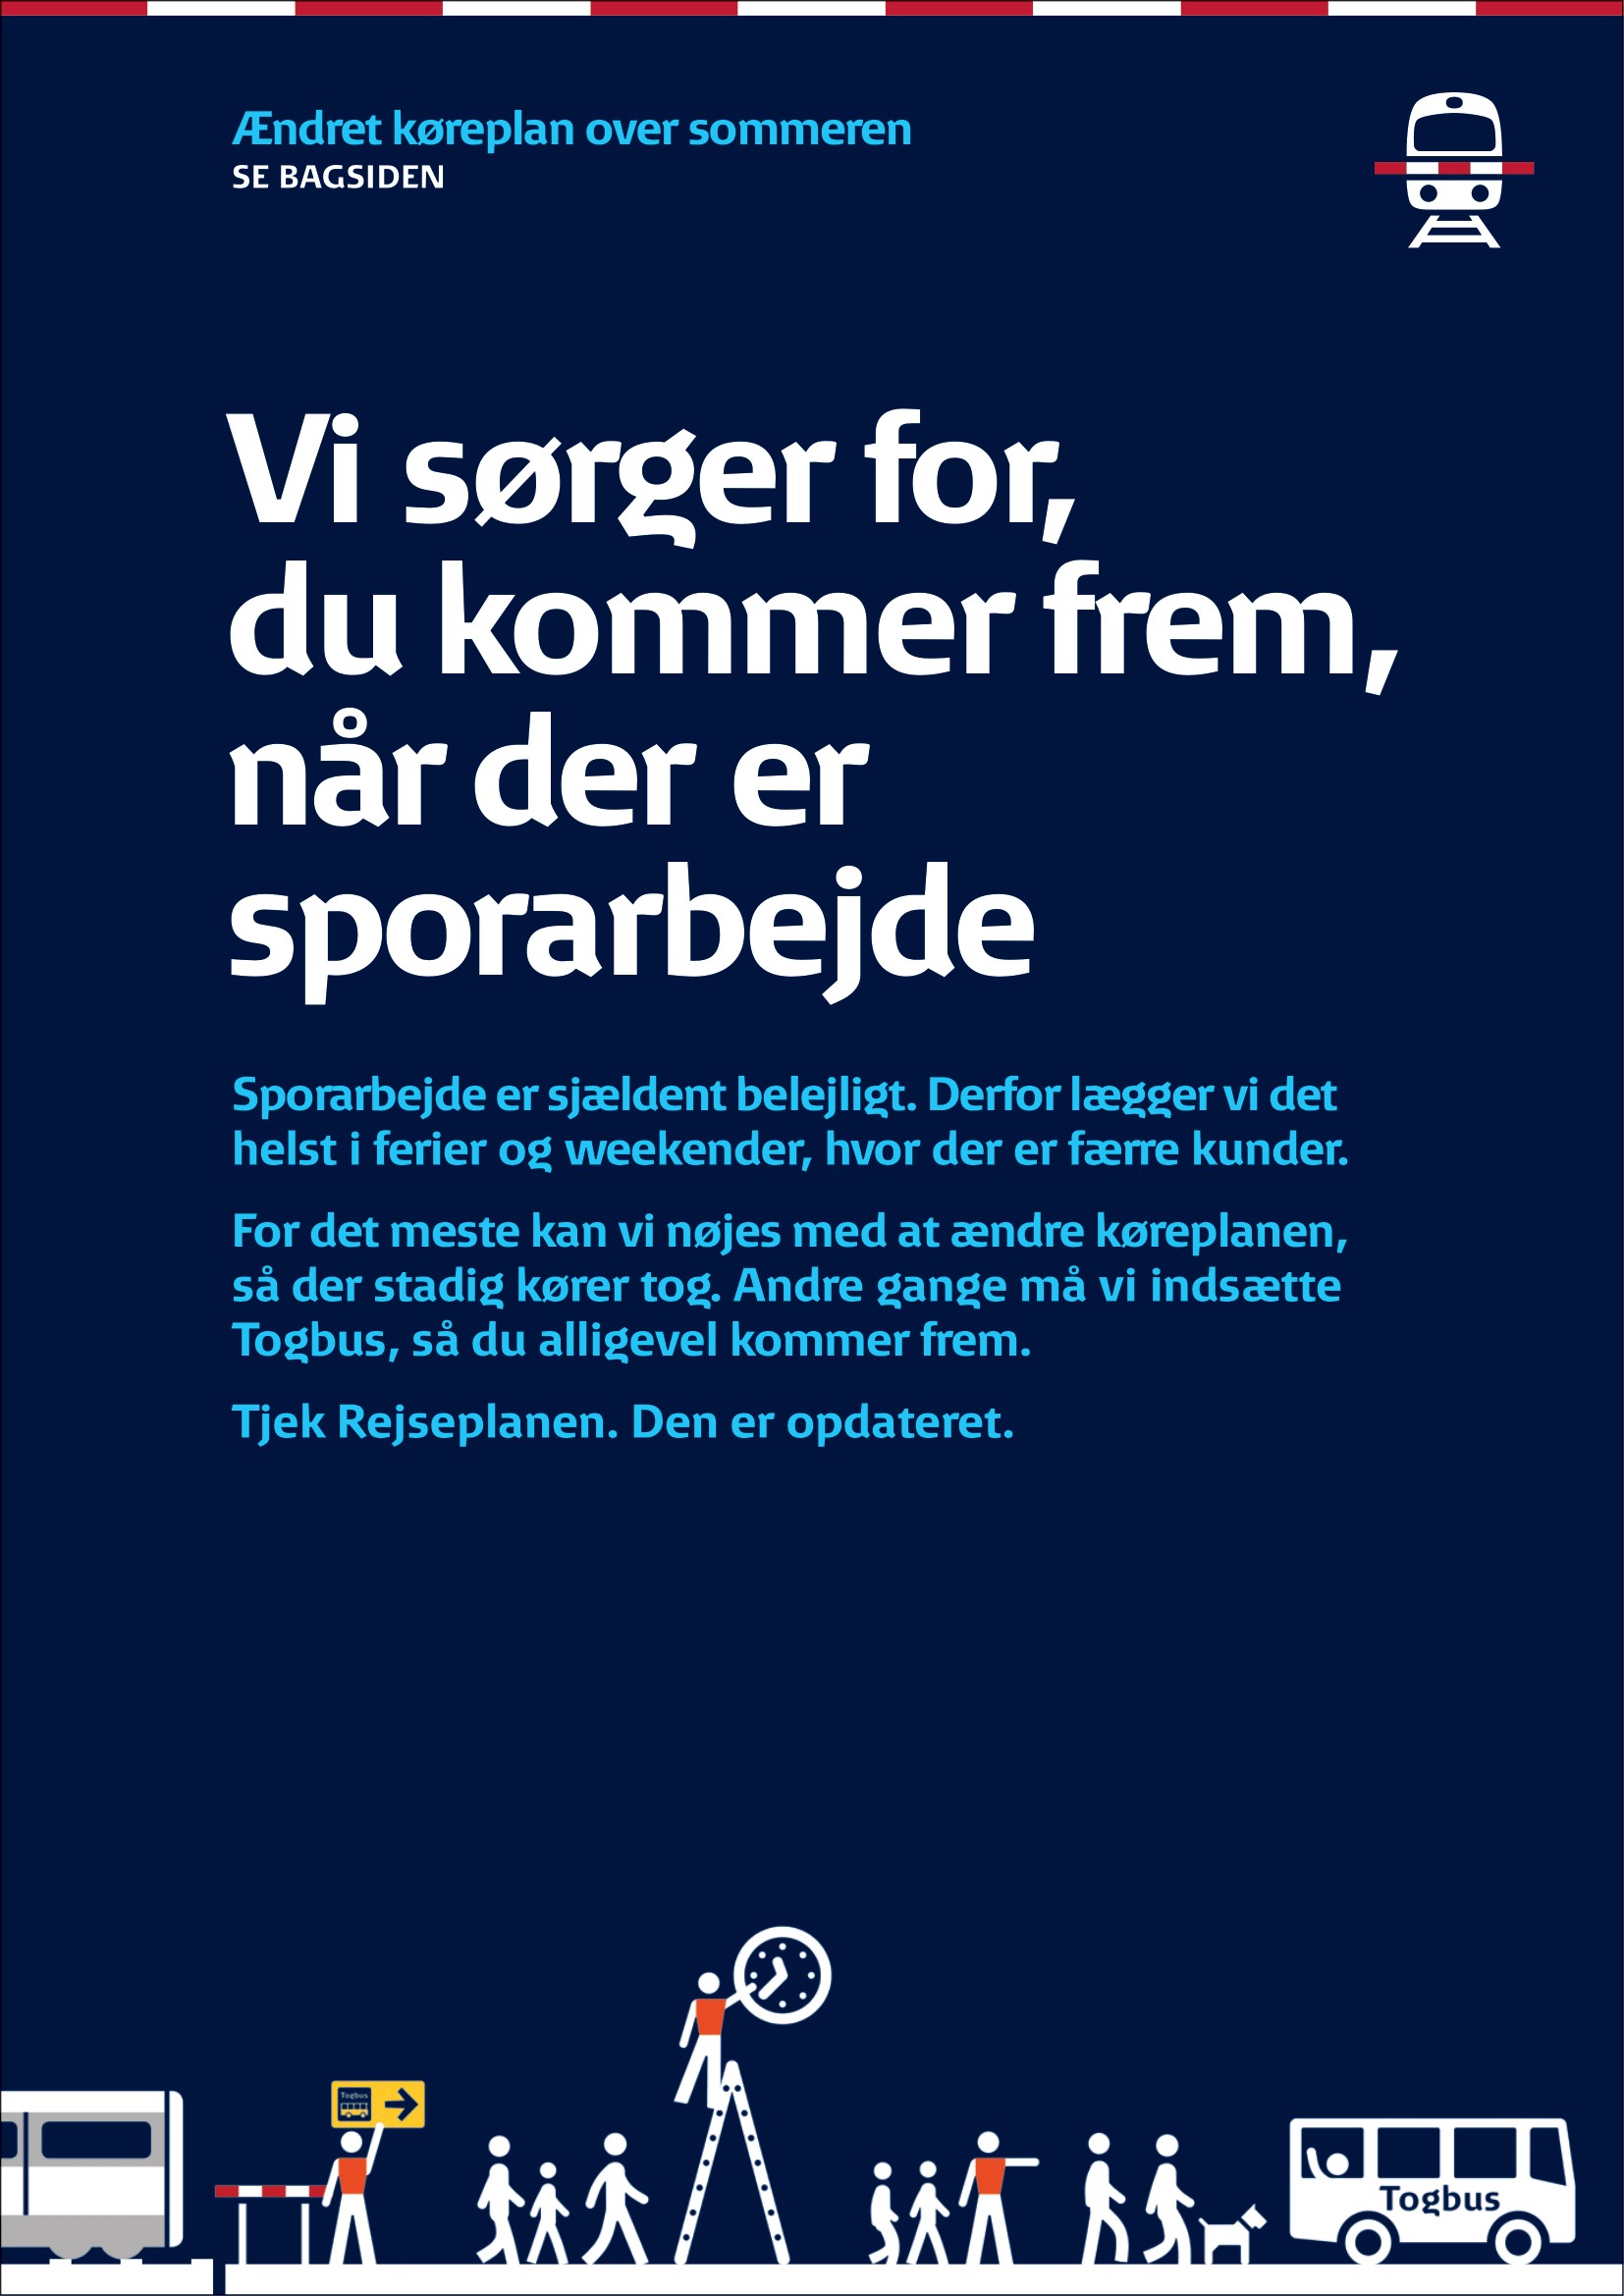 Ændret køreplan over sommeren
SE BAGSIDEN
Vi sørger for,
du kommer frem,
når der er
sporarbejde
Sporarbejde er sjældent belejligt. Derfor lægger vi det
helst i ferier og weekender, hvor der er færre kunder.
For det meste kan vi nøjes med at ændre køreplanen,
så der stadig kører tog. Andre gange må vi indsætte
Togbus, så du alligevel kommer frem.
Tjek Rejseplanen. Den er opdateret.
Togbus
Togbus